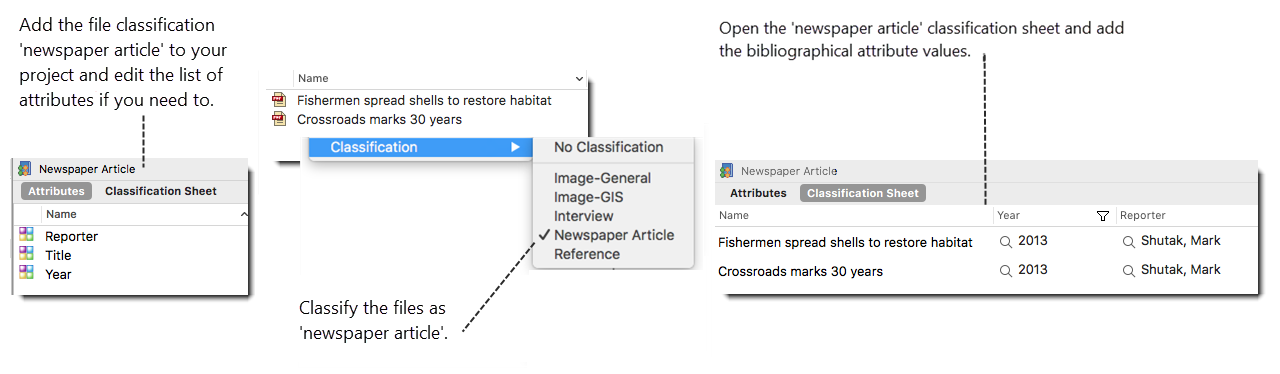 Add the file classification
'newspaper article' to your
project and edit the list of
attributes if you need to.
Newspaper Article
Attributes Classification Sheet
Name
Reporter
Title
Year
Name
Fishermen spread shells to restore habitat
Crossroads marks 30 years
Classification
No Classification
Image-General
Image-GIS
Interview
Newspaper Article
Reference
Classify the files as
'newspaper article'.
Open the 'newspaper article' classification sheet and add
the bibliographical attribute values.
Newspaper Article
Attributes Classification Sheet
Name Year Reporter
Fishermen spread shells to restore habitat 2013 Shutak, Mark
Crossroads marks 30 years 2013 Shutak, Mark